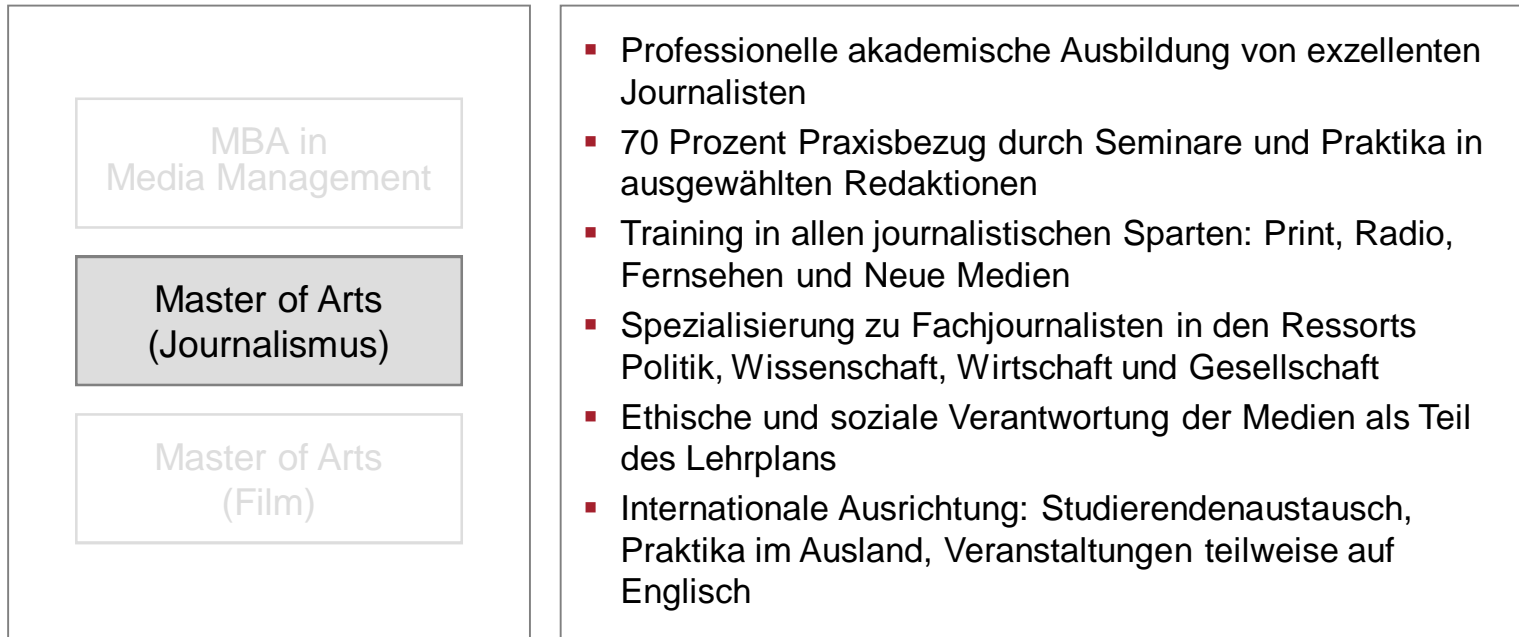 MBA in
Media Management
Master of Arts
(Journalismus)
Master of Arts
(Film)
Professionelle akademische Ausbildung von exzellenten
Journalisten
70 Prozent Praxisbezug durch Seminare und Praktika in
ausgewählten Redaktionen
Training in allen journalistischen Sparten: Print, Radio,
Fernsehen und Neue Medien
Spezialisierung zu Fachjournalisten in den Ressorts
Politik, Wissenschaft, Wirtschaft und Gesellschaft
Ethische und soziale Verantwortung der Medien als Teil
des Lehrplans
Internationale Ausrichtung: Studierendenaustausch,
Praktika im Ausland, Veranstaltungen teilweise auf
Englisch